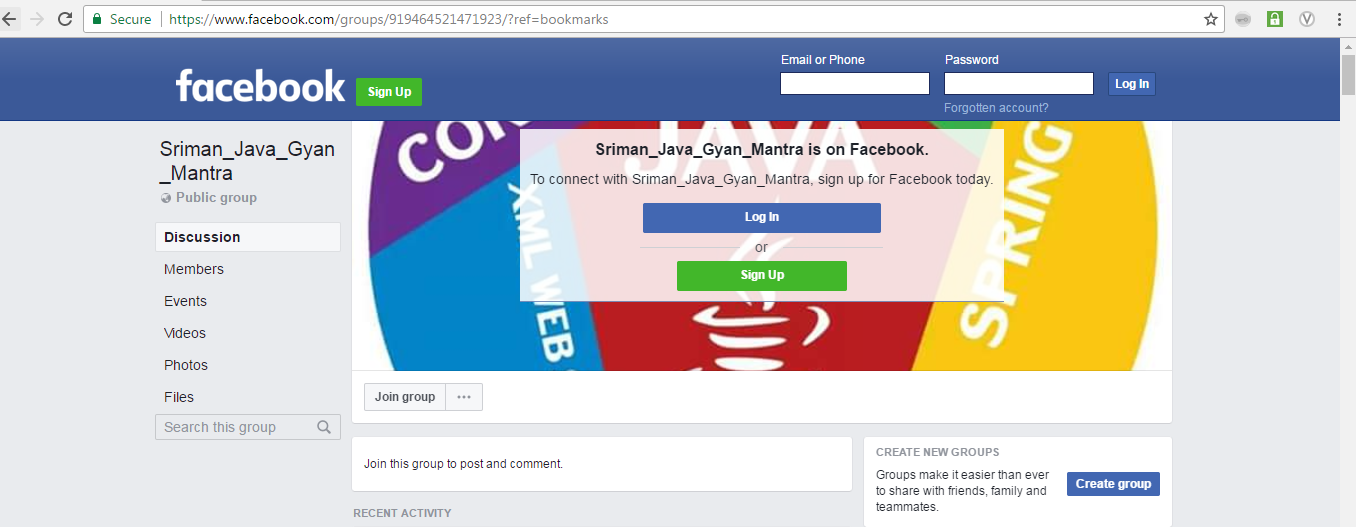 Secure
https://www.facebook.com/groups/919464521471923/?ref=bookmarks
facebook
Sign Up
Email or Phone
Password
Log In
Forgotten account?
Sriman_Java_Gyan
_Mantra
Public group
Discussion
Members
Events
Videos
Photos
Files
Search this group
JAVA
XML WEB
SPRING
Sriman_Java_Gyan_Mantra is on Facebook.
To connect with Sriman_Java_Gyan_Mantra, sign up for Facebook today.
Log In
or
Sign Up
Join group
Join this group to post and comment.
RECENT ACTIVITY
CREATE NEW GROUPS
Groups make it easier than ever
to share with friends, family and
teammates.
Create group